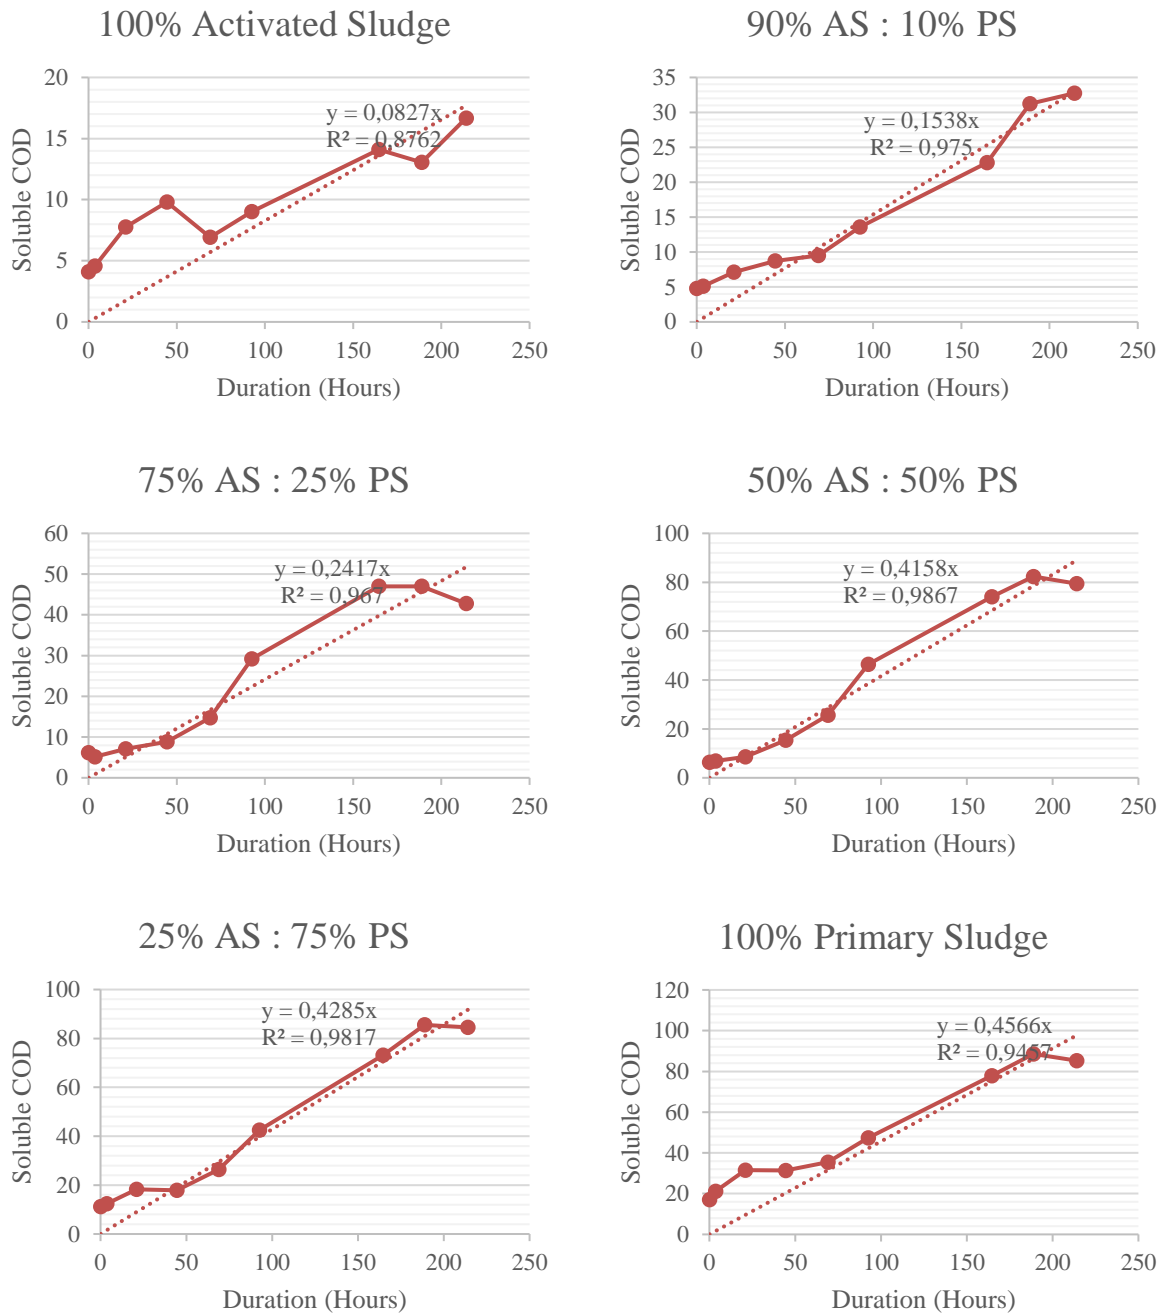 100% Activated Sludge
20
15
10
5
0
0 50 100 150 200 250
Soluble COD
Duration (Hours)
y = 0,0827x
R² = 0,8762
90% AS : 10% PS
35
30
25
20
15
10
5
0
0 50 100 150 200 250
Soluble COD
Duration (Hours)
y = 0,1538x
R² = 0,975
75% AS : 25% PS
60
50
40
30
20
10
0
0 50 100 150 200 250
Soluble COD
Duration (Hours)
y = 0,2417x
R² = 0,967
50% AS : 50% PS
100
80
60
40
20
0
0 50 100 150 200 250
Soluble COD
Duration (Hours)
y = 0,4158x
R² = 0,9867
25% AS : 75% PS
100
80
60
40
20
0
0 50 100 150 200 250
Soluble COD
Duration (Hours)
y = 0,4285x
R² = 0,9817
100% Primary Sludge
120
100
80
60
40
20
0
0 50 100 150 200 250
Soluble COD
Duration (Hours)
y = 0,4566x
R² = 0,9457